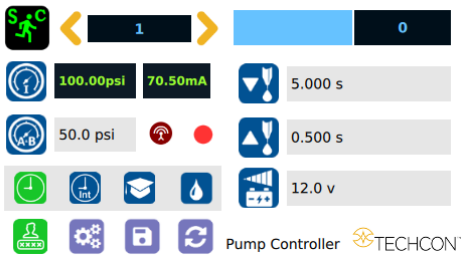 S C
1
0
100.00psi 70.50mA
5.000 s
A-B
50.0 psi
0.500 s
Int
12.0 v
xxxx
Pump Controller TECHCON